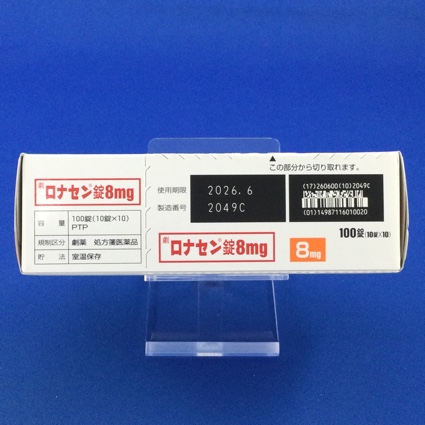 劇 ロナセン®錠8mg
容量 100錠(10錠×10) PTP
規制区分 劇薬 処方箋医薬品
貯法 室温保存
この部分から切り取れます。
使用期限 2026.6
製造番号 2049C
(17)260600(10)2049C
(01)14987116010020
劇 ロナセン®錠8mg
8mg
100錠(10錠×10)